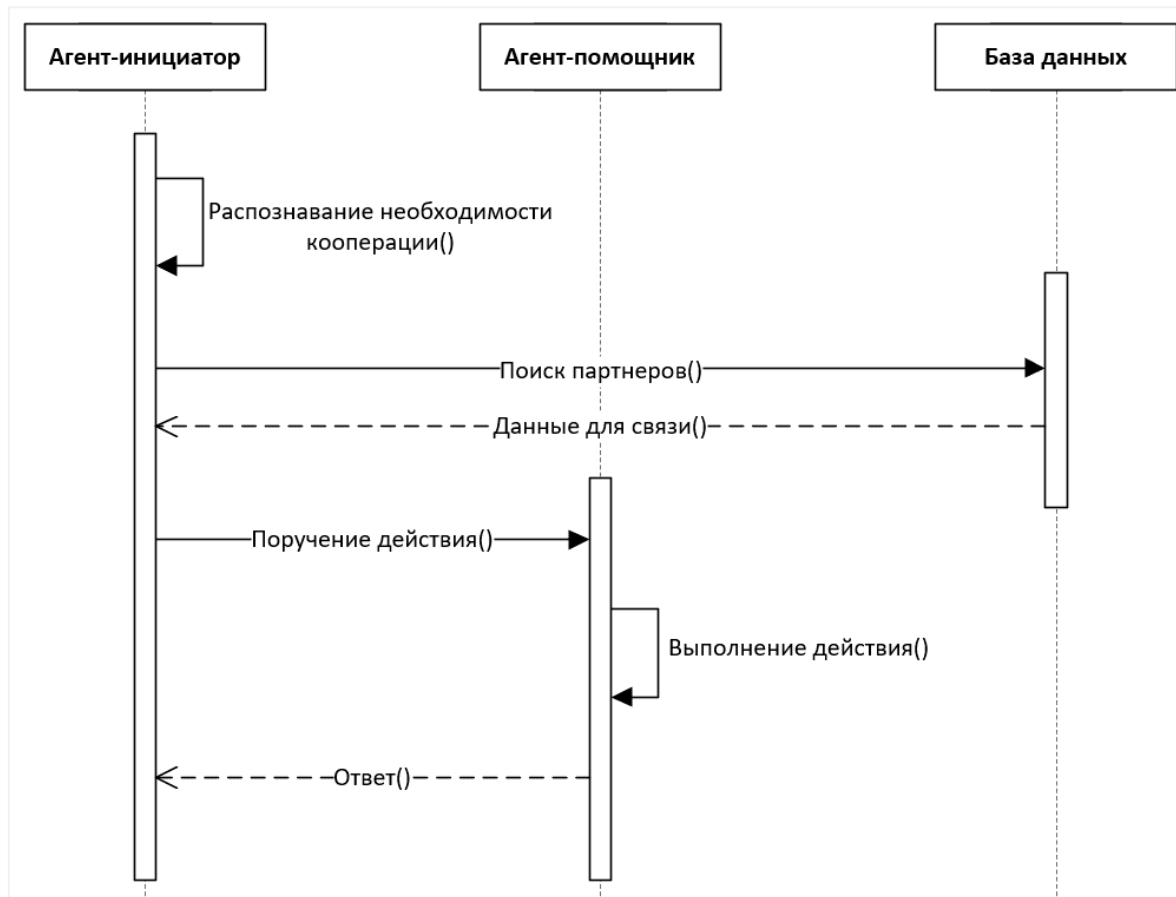 Агент-инициатор
Агент-помощник
База данных
Распознавание необходимости
кооперации()
Поиск партнеров()
Данные для связи()
Поручение действия()
Выполнение действия()
Ответ()